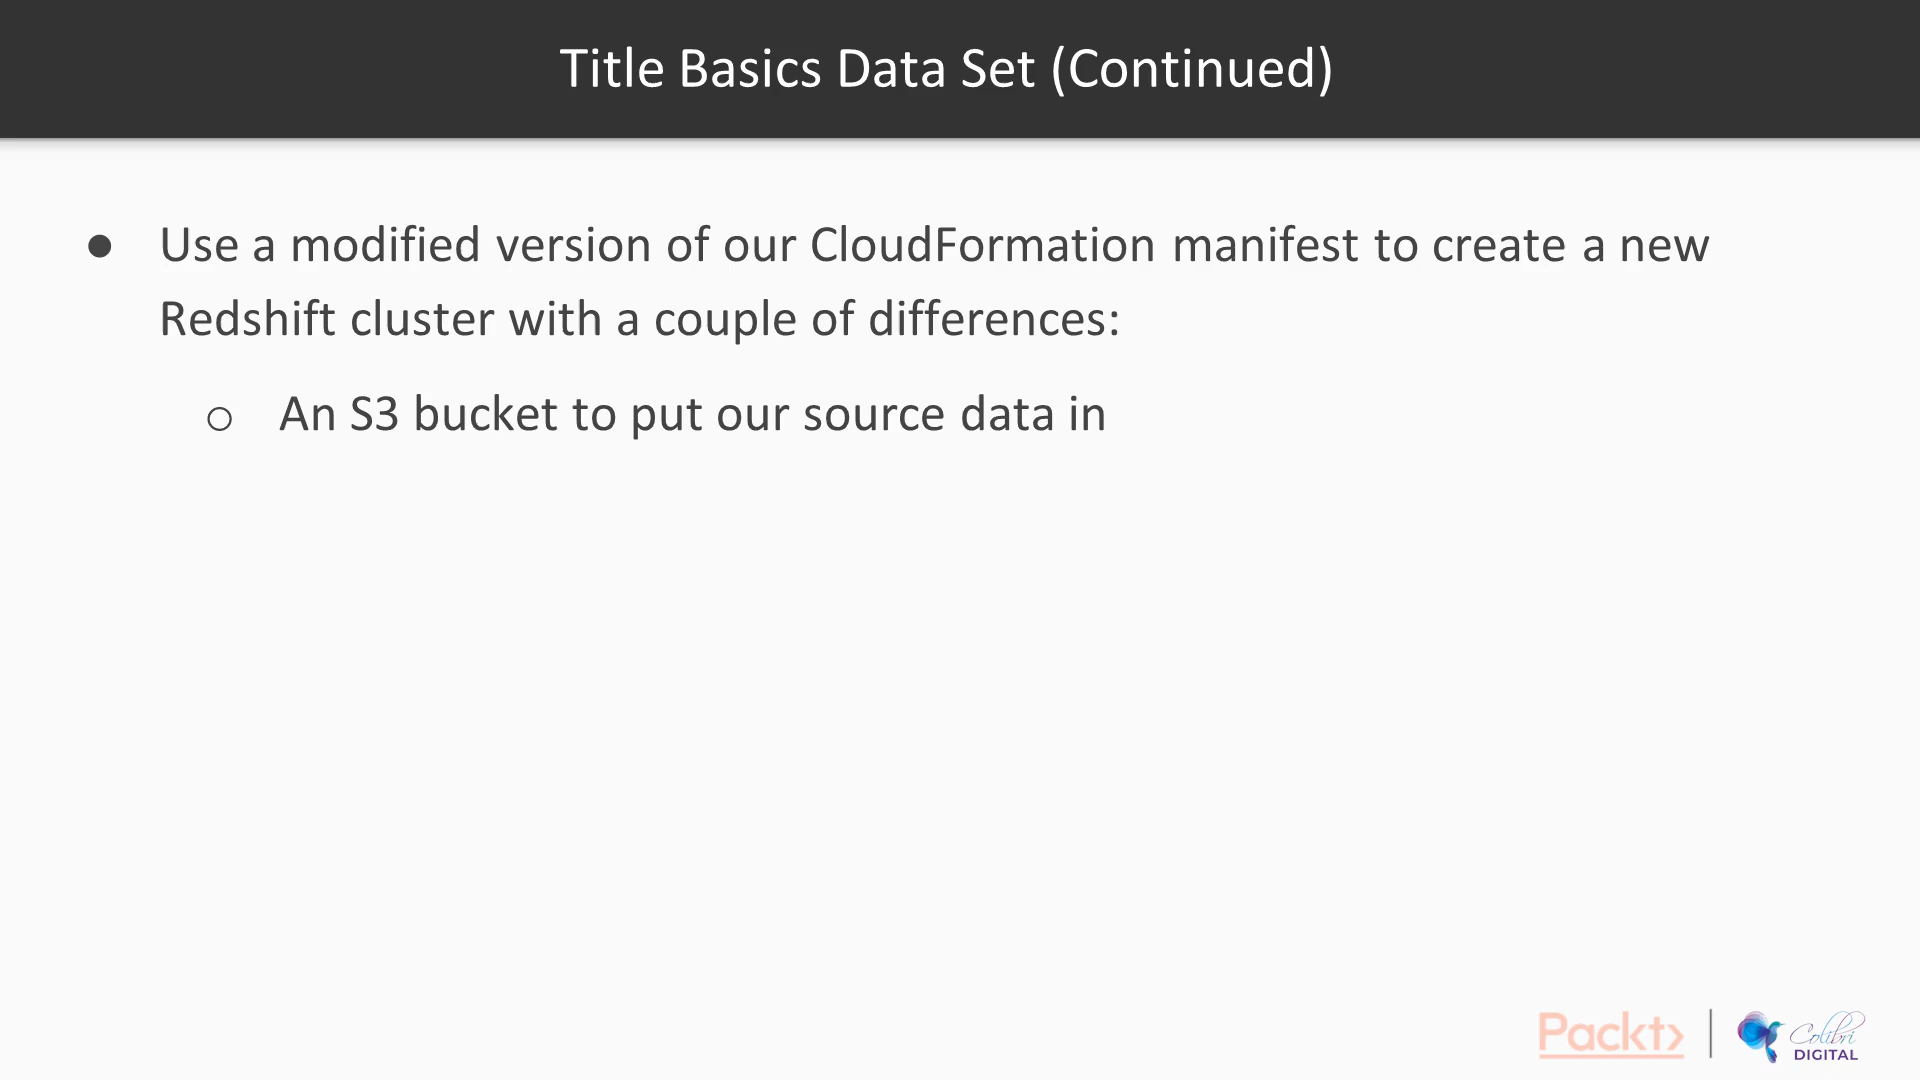 Title Basics Data Set (Continued)
● Use a modified version of our CloudFormation manifest to create a new
Redshift cluster with a couple of differences:
○ An S3 bucket to put our source data in
Packt>
Colibri
DIGITAL